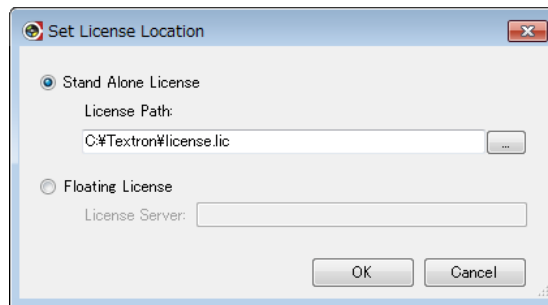 Set License Location
Stand Alone License
License Path:
C:¥Textron¥license.lic
...
Floating License
License Server:
OK
Cancel